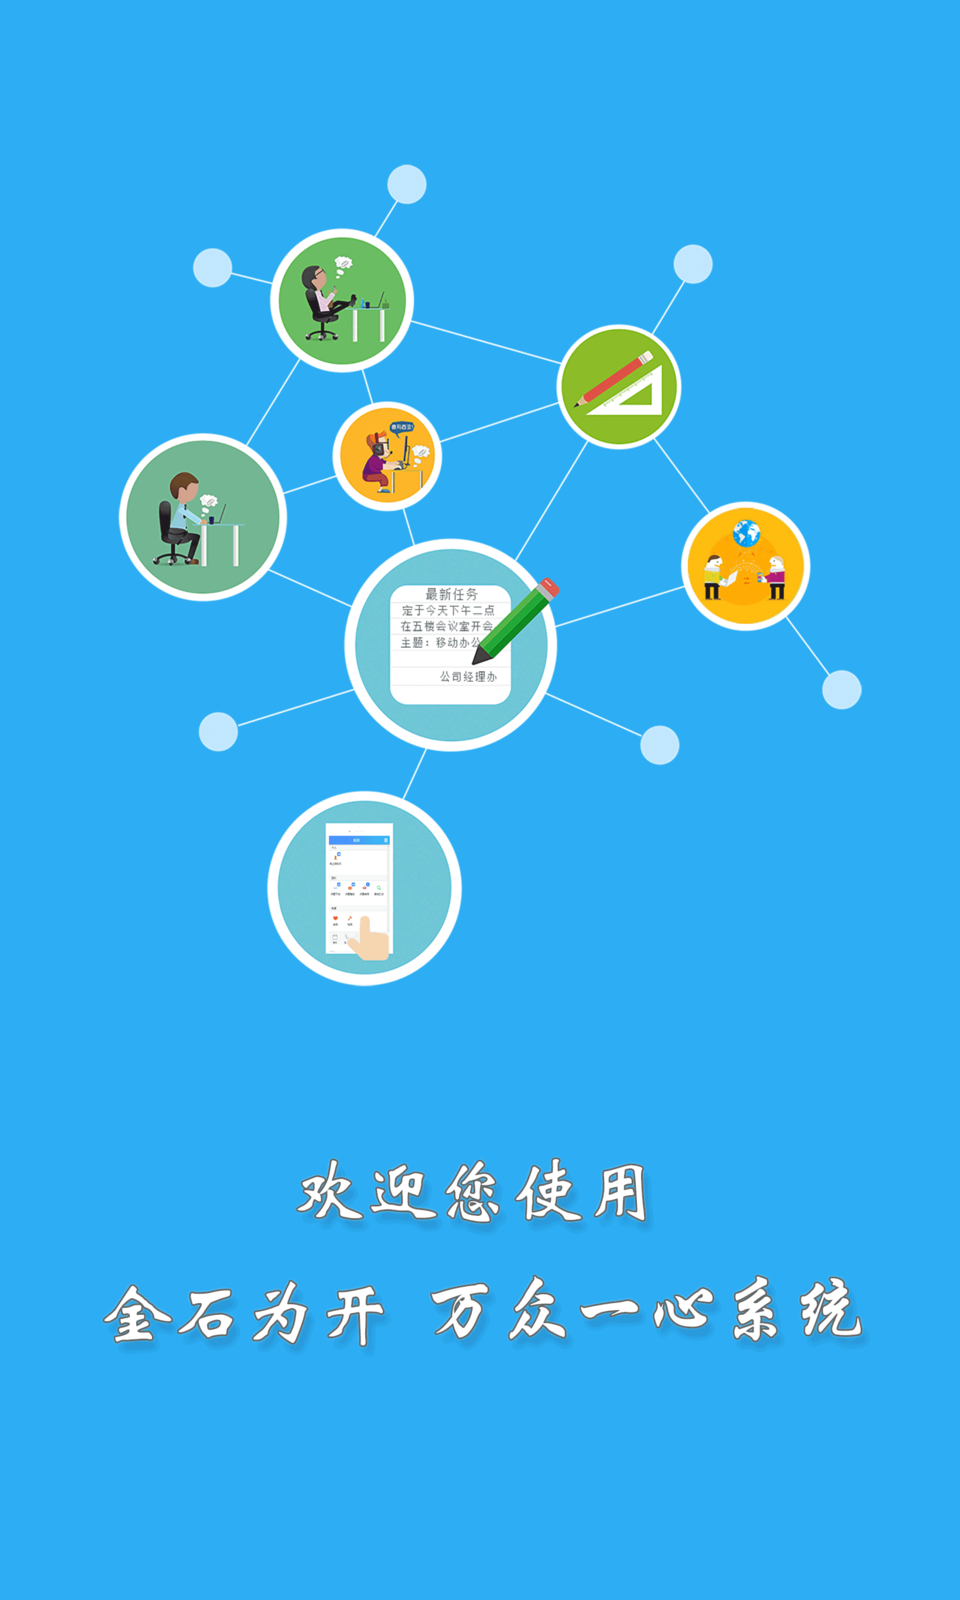 最新任务
定于今天下午二点
在五楼会议室开会
主题：移动办公
公司经理办
欢迎您使用
金石为开 万众一心系统